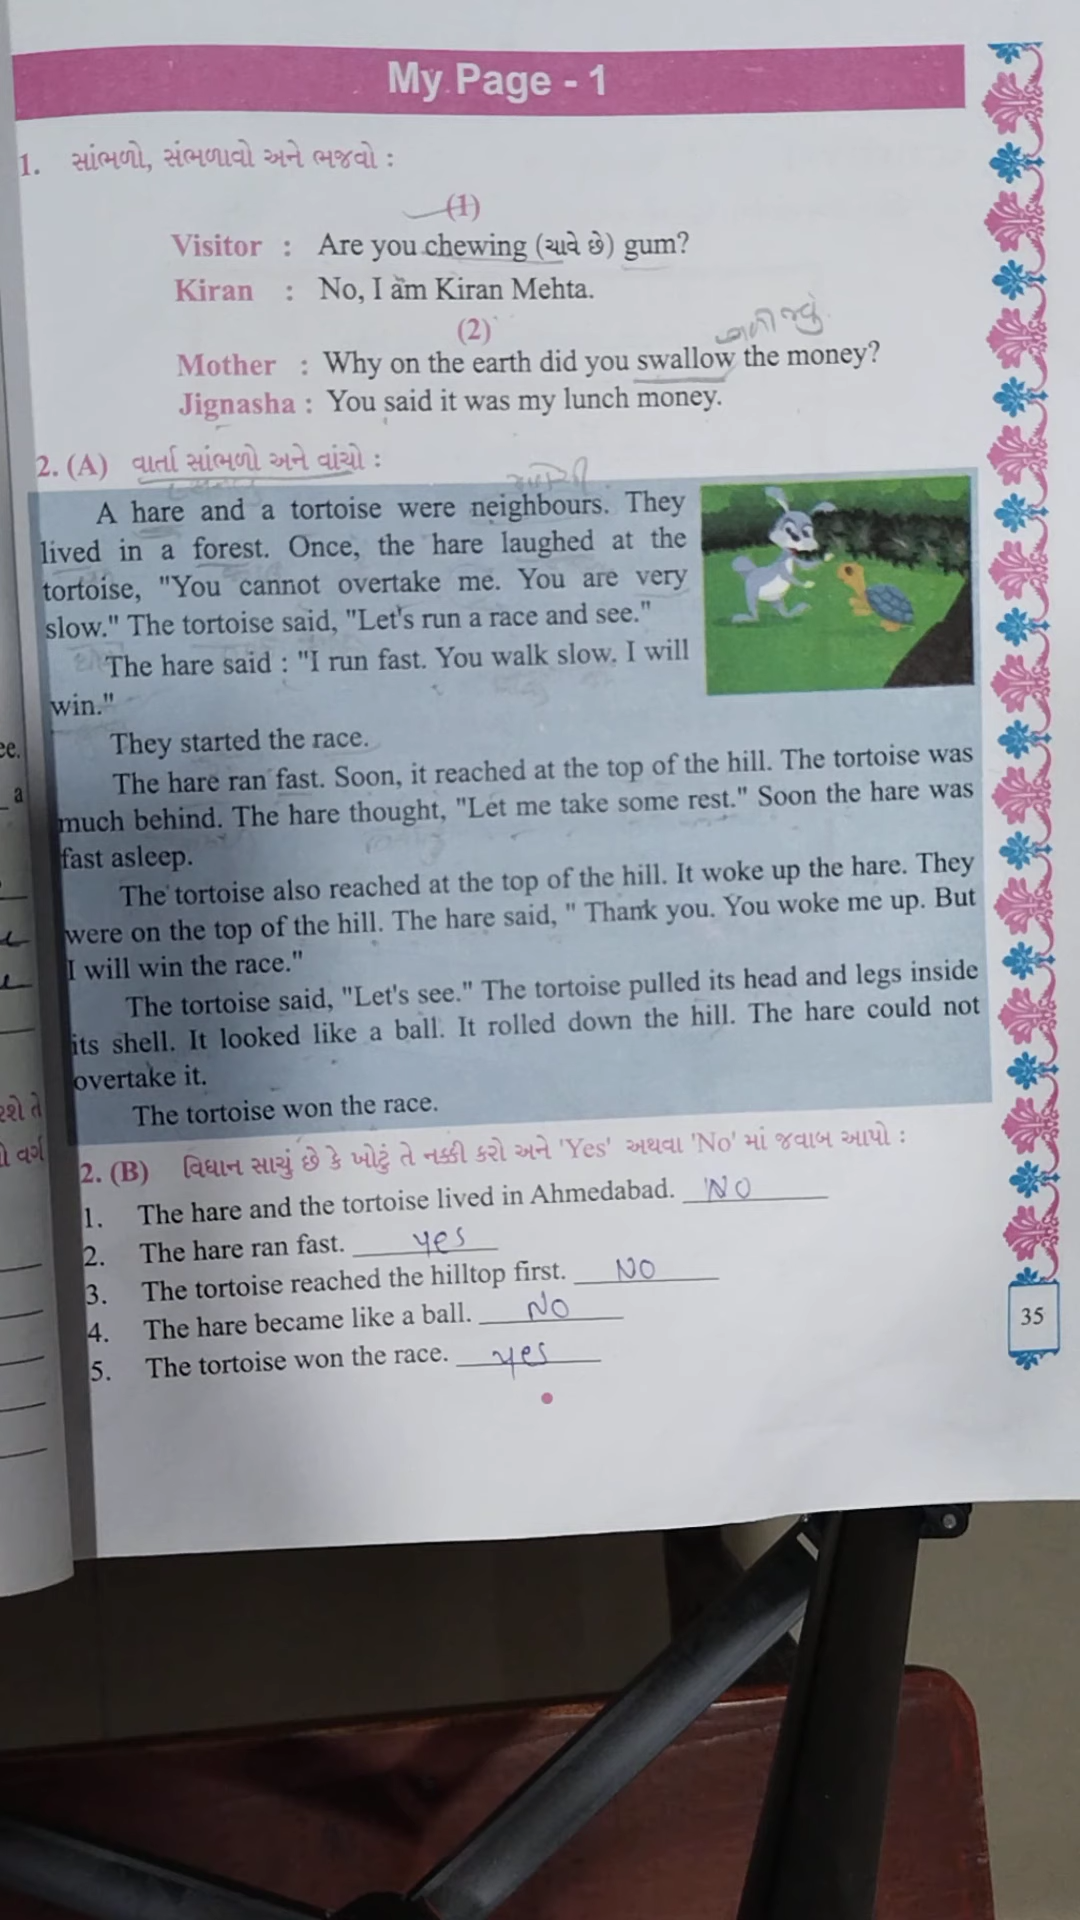 My Page - 1
1. સાંભળો, સંભળાવો અને ભજવો :
(1)
Visitor : Are you chewing (ચાવે છે) gum?
Kiran : No, I am Kiran Mehta.
(2)
Mother : Why on the earth did you swallow the money?
Jignasha : You said it was my lunch money.
2. (A) વાર્તા સાંભળો અને વાંચો :
A hare and a tortoise were neighbours. They
lived in a forest. Once, the hare laughed at the
tortoise, "You cannot overtake me. You are very
slow." The tortoise said, "Let's run a race and see."
The hare said : "I run fast. You walk slow. I will
win."
They started the race.
The hare ran fast. Soon, it reached at the top of the hill. The tortoise was
much behind. The hare thought, "Let me take some rest." Soon the hare was
fast asleep.
The tortoise also reached at the top of the hill. It woke up the hare. They
were on the top of the hill. The hare said, " Thank you. You woke me up. But
I will win the race."
The tortoise said, "Let's see." The tortoise pulled its head and legs inside
its shell. It looked like a ball. It rolled down the hill. The hare could not
overtake it.
The tortoise won the race.
2. (B) વિધાન સાચું છે કે ખોટું તે નક્કી કરો અને 'Yes' અથવા 'No' માં જવાબ આપો :
1. The hare and the tortoise lived in Ahmedabad. NO
2. The hare ran fast. yes
3. The tortoise reached the hilltop first. NO
4. The hare became like a ball. NO
5. The tortoise won the race. yes
35
ee.
a
વર્ગ